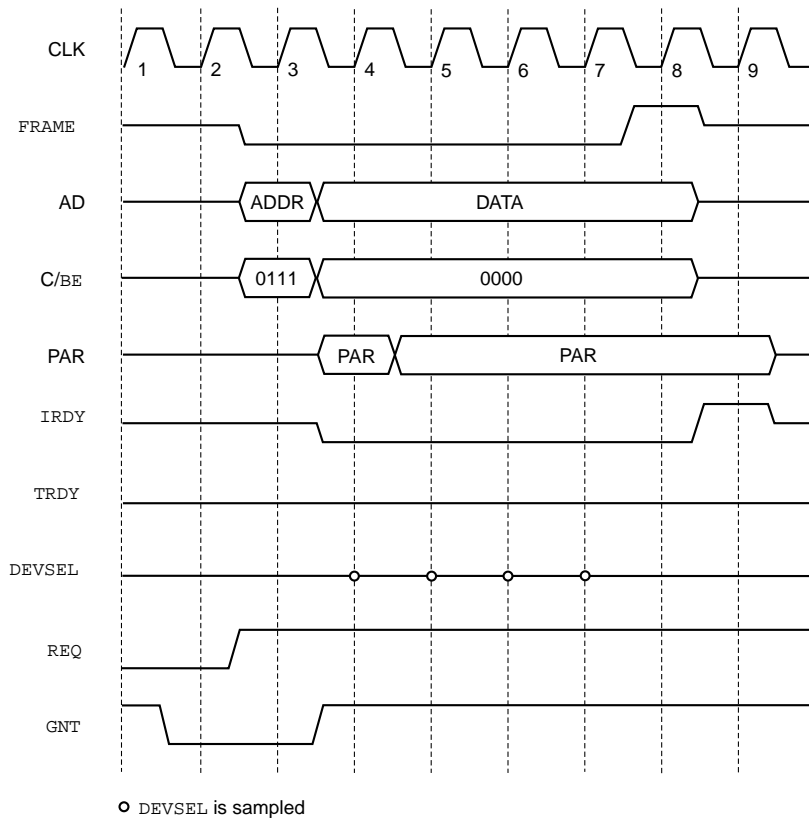 CLK
1 2 3 4 5 6 7 8 9
FRAME
AD ADDR DATA
C/BE 0111 0000
PAR PAR PAR
IRDY
TRDY
DEVSEL
REQ
GNT
DEVSEL is sampled